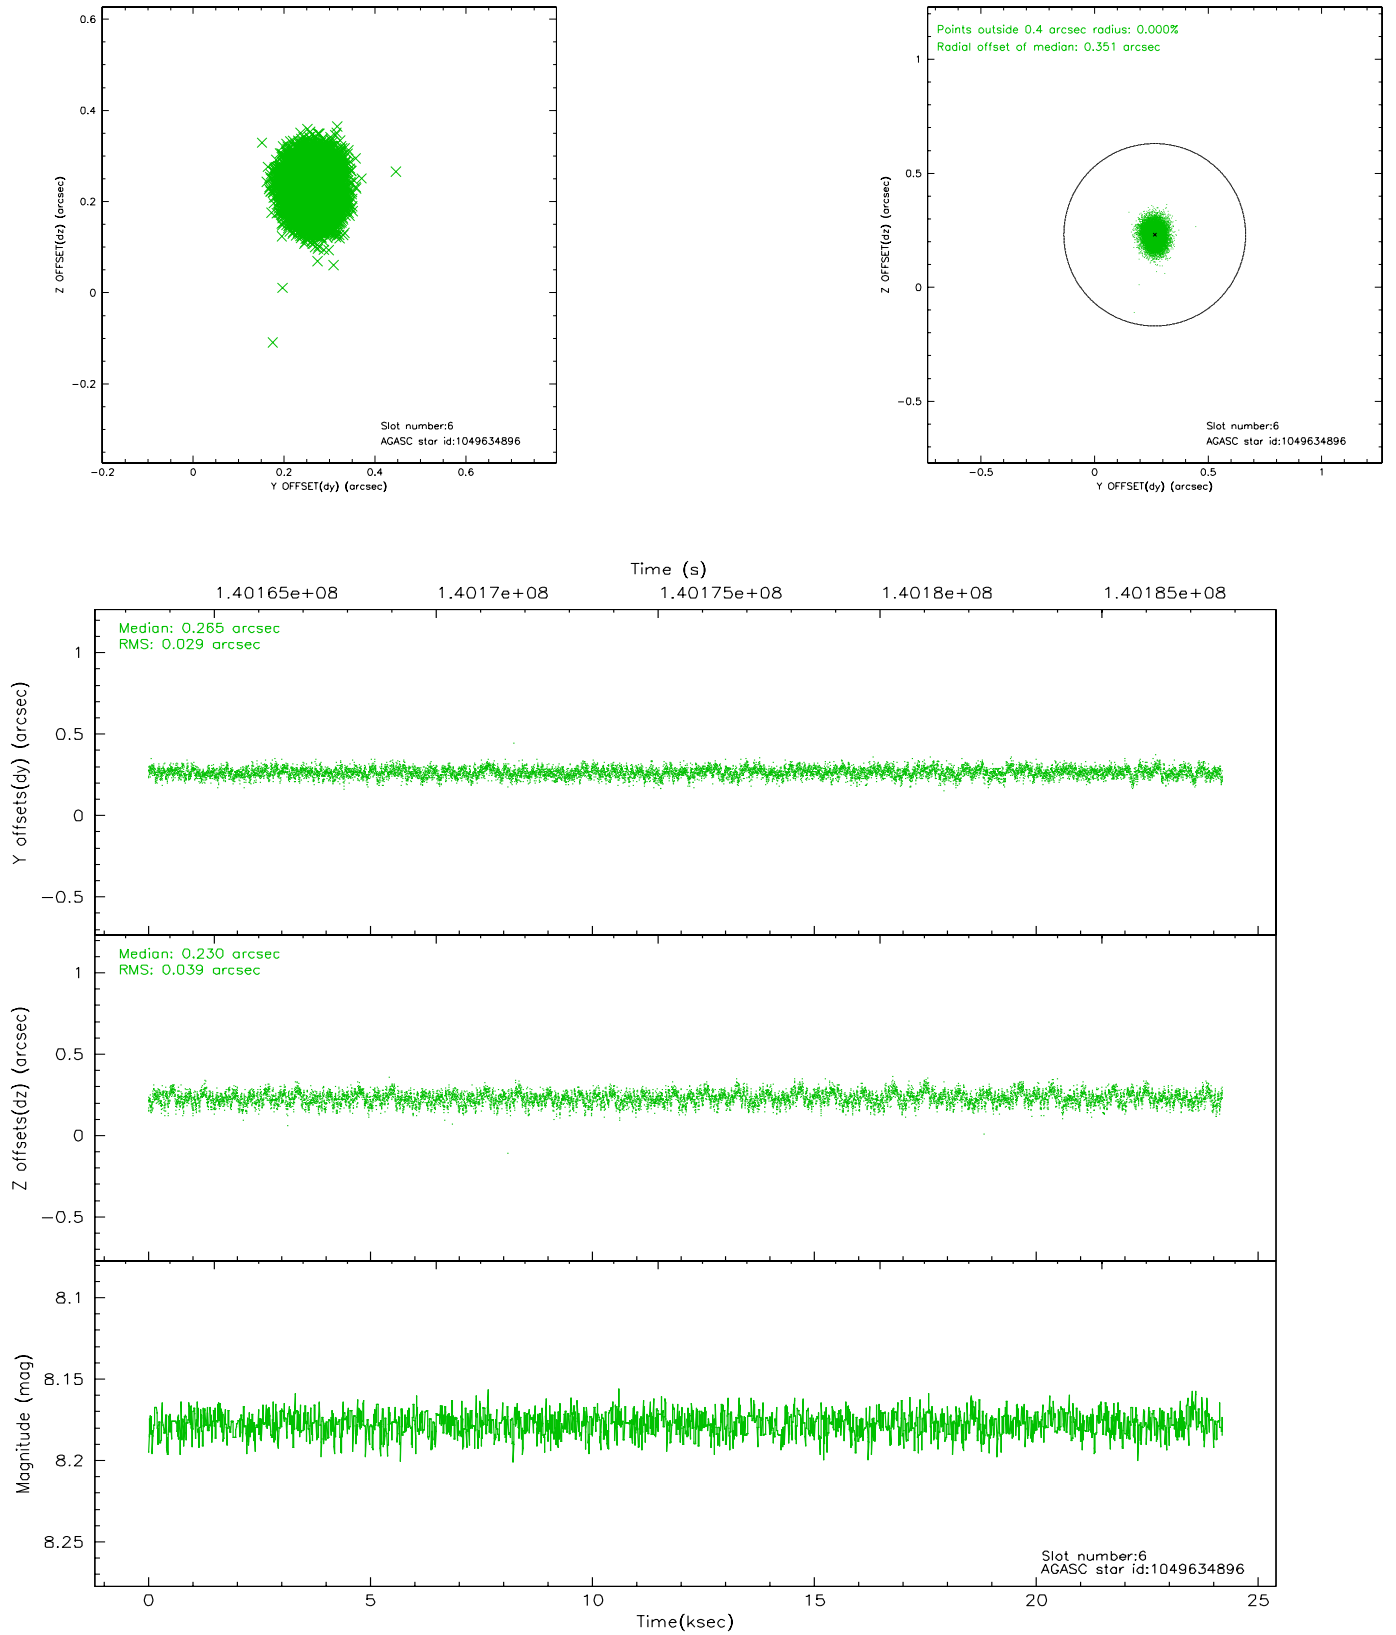 0.6
0.4
0.2
0
−0.2
Z OFFSET(dz) (arcsec)
Slot number:6
AGASC star id:1049634896
−0.2 0 0.2 0.4 0.6
Y OFFSET(dy) (arcsec)
Points outside 0.4 arcsec radius: 0.000%
Radial offset of median: 0.351 arcsec
1
0.5
0
−0.5
Z OFFSET(dz) (arcsec)
Slot number:6
AGASC star id:1049634896
−0.5 0 0.5 1
Y OFFSET(dy) (arcsec)
Time (s)
1.40165e+08 1.4017e+08 1.40175e+08 1.4018e+08 1.40185e+08
Median: 0.265 arcsec
RMS: 0.029 arcsec
1
0.5
0
−0.5
Y offsets(dy) (arcsec)
Median: 0.230 arcsec
RMS: 0.039 arcsec
1
0.5
0
−0.5
Z offsets(dz) (arcsec)
8.1
8.15
8.2
8.25
Magnitude (mag)
Slot number:6
AGASC star id:1049634896
0 5 10 15 20 25
Time(ksec)